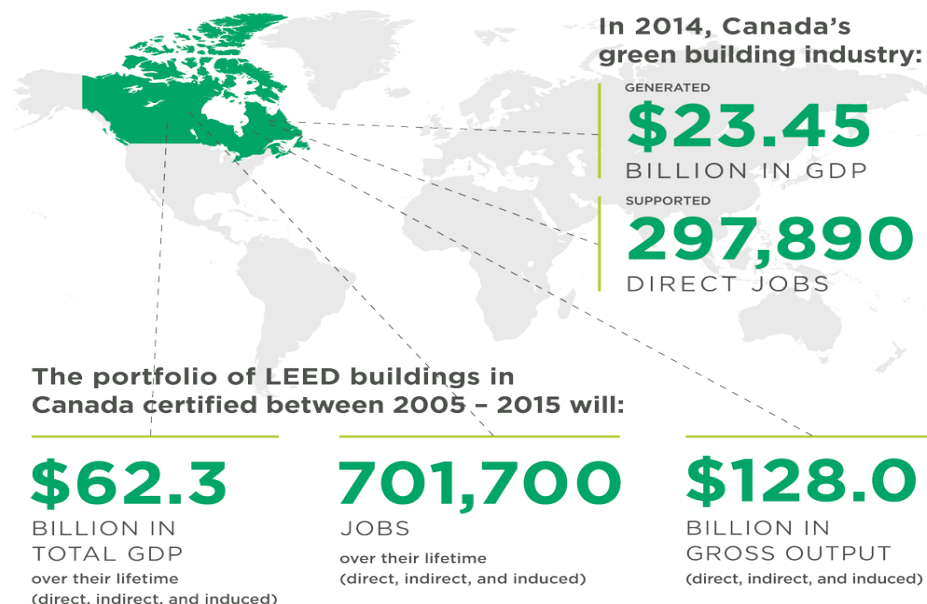 In 2014, Canada's
green building industry:
GENERATED
$23.45
BILLION IN GDP
SUPPORTED
297,890
DIRECT JOBS
The portfolio of LEED buildings in
Canada certified between 2005 – 2015 will:
$62.3
BILLION IN
TOTAL GDP
over their lifetime
(direct, indirect, and induced)
701,700
JOBS
over their lifetime
(direct, indirect, and induced)
$128.0
BILLION IN
GROSS OUTPUT
(direct, indirect, and induced)